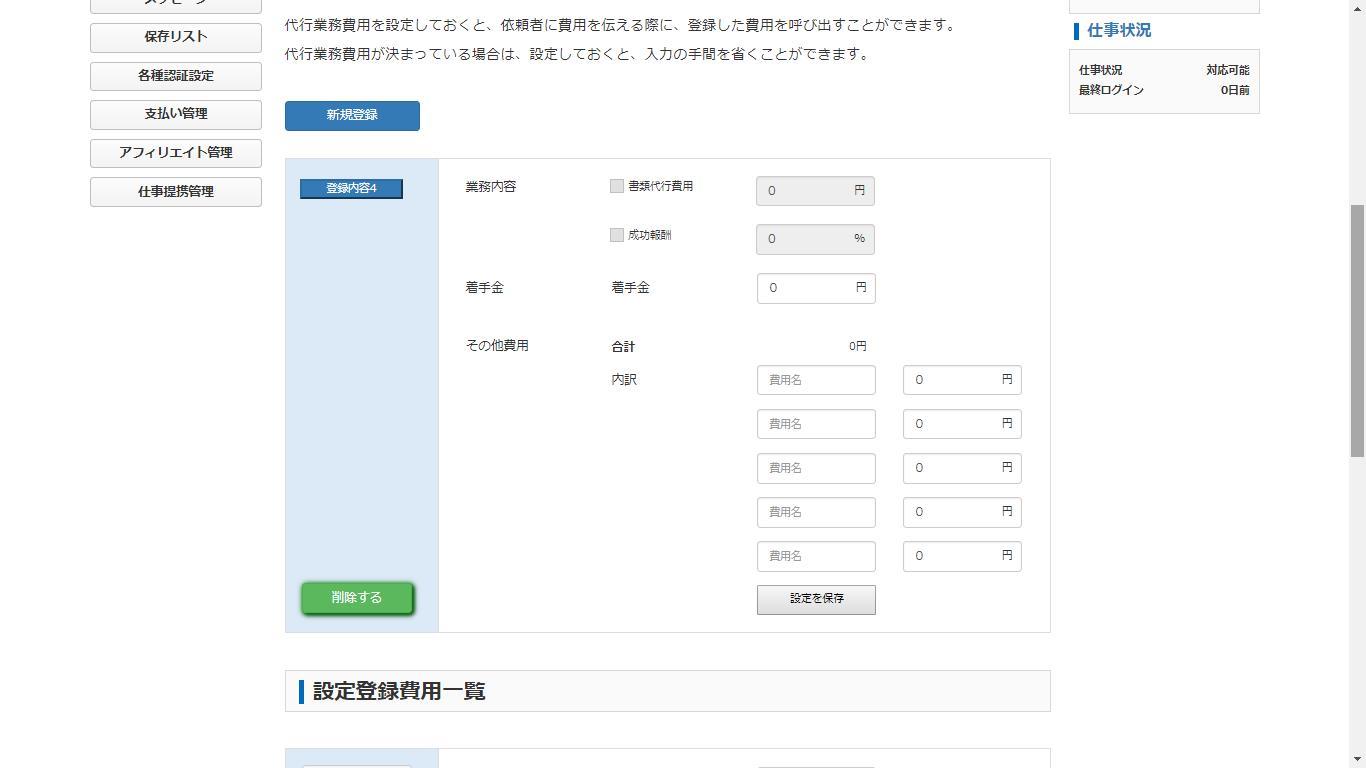 保存リスト
各種認証設定
支払い管理
アフィリエイト管理
仕事提携管理
代行業務費用を設定しておくと、依頼者に費用を伝える際に、登録した費用を呼び出すことができます。
代行業務費用が決まっている場合は、設定しておくと、入力の手間を省くことができます。
新規登録
登録内容4
業務内容
書類代行費用
0 円
成功報酬
0 %
着手金
着手金
0 円
その他費用
合計
0円
内訳
費用名
0 円
費用名
0 円
費用名
0 円
費用名
0 円
費用名
0 円
削除する
設定を保存
設定登録費用一覧
仕事状況
仕事状況 対応可能
最終ログイン 0日前